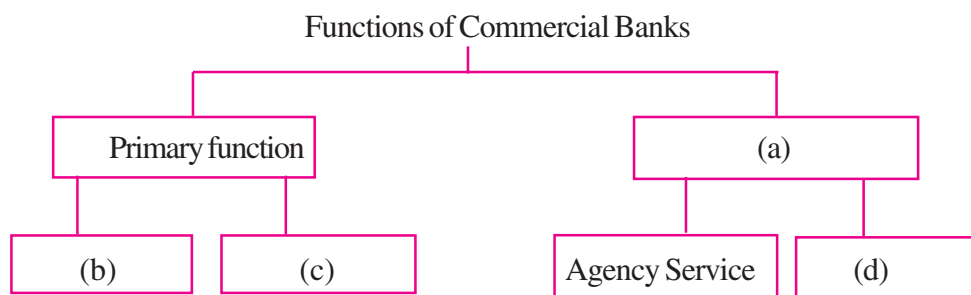 Functions of Commercial Banks
Primary function
(a)
(b)
(c)
Agency Service
(d)